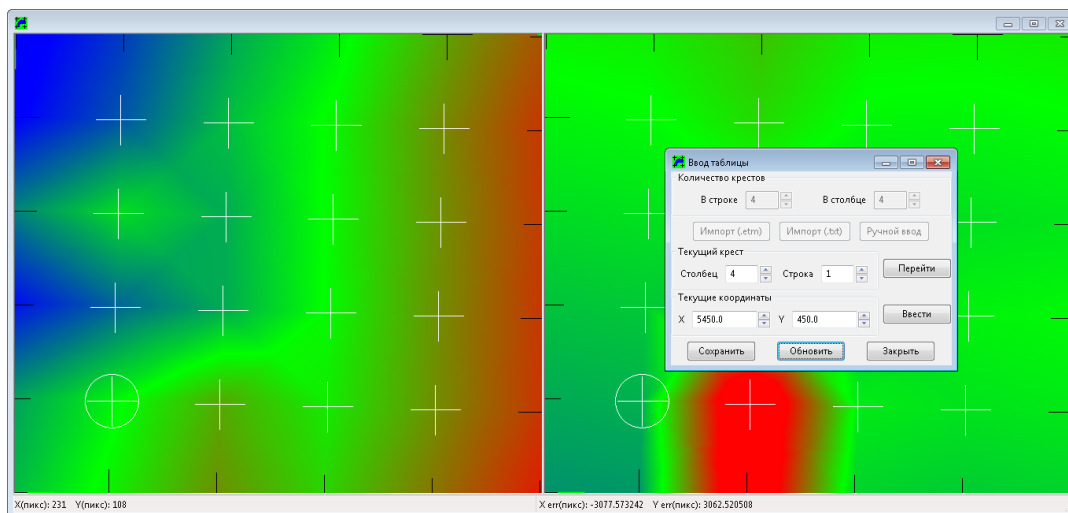 Ввод таблицы
Количество крестов
В строке 4 В столбце 4
Импорт (.etm) Импорт (.txt) Ручной ввод
Текущий крест
Столбец 4 Строка 1 Перейти
Текущие координаты
X 5450.0 Y 450.0 Ввести
Сохранить Обновить Закрыть
X(пикс): 231 Y(пикс): 108 X err(пикс): -3077.573242 Y err(пикс): 3062.520508